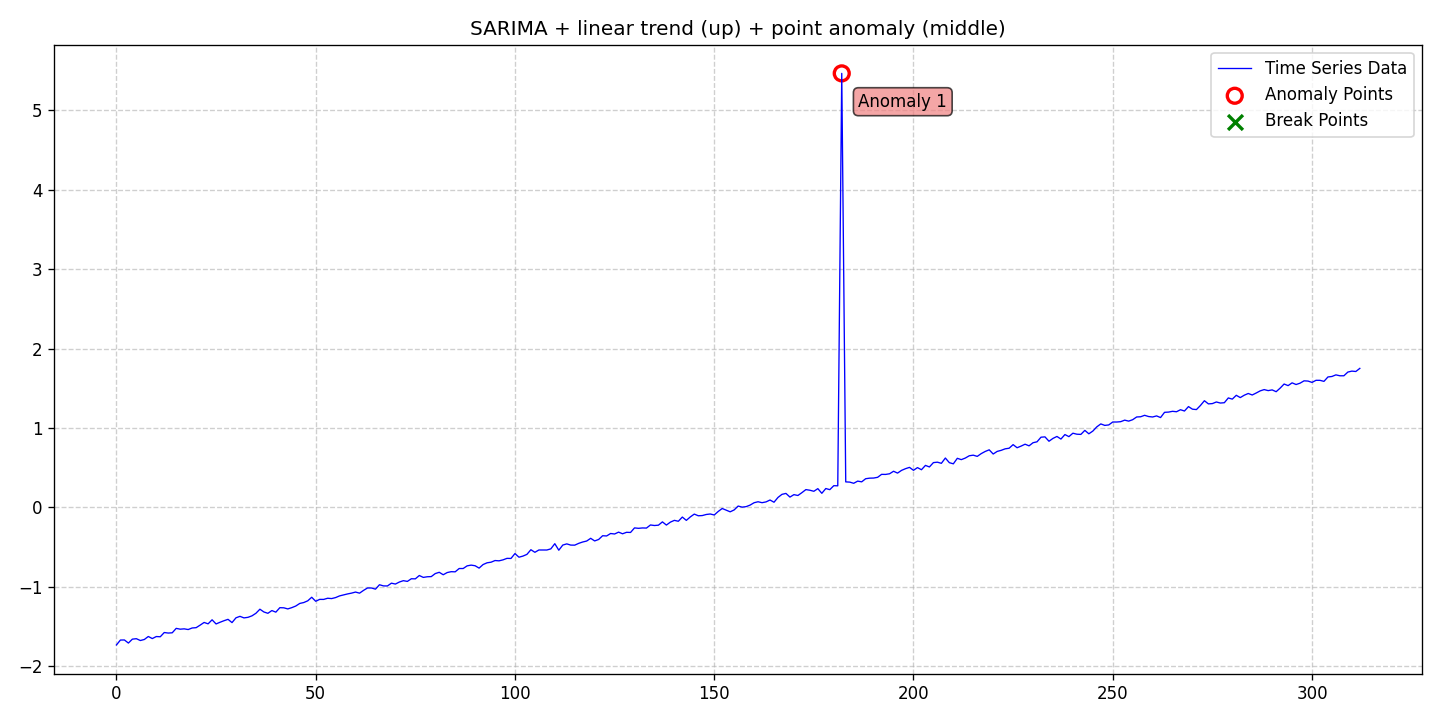 SARIMA + linear trend (up) + point anomaly (middle)
Time Series Data
Anomaly Points
Break Points
Anomaly 1
5
4
3
2
1
0
−1
−2
0 50 100 150 200 250 300